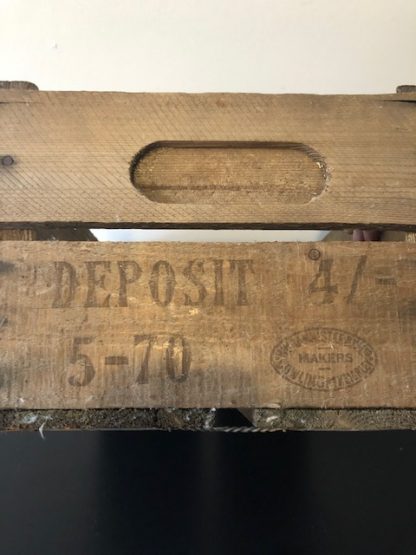 DEPOSIT 4/-
5-70
MAKERS